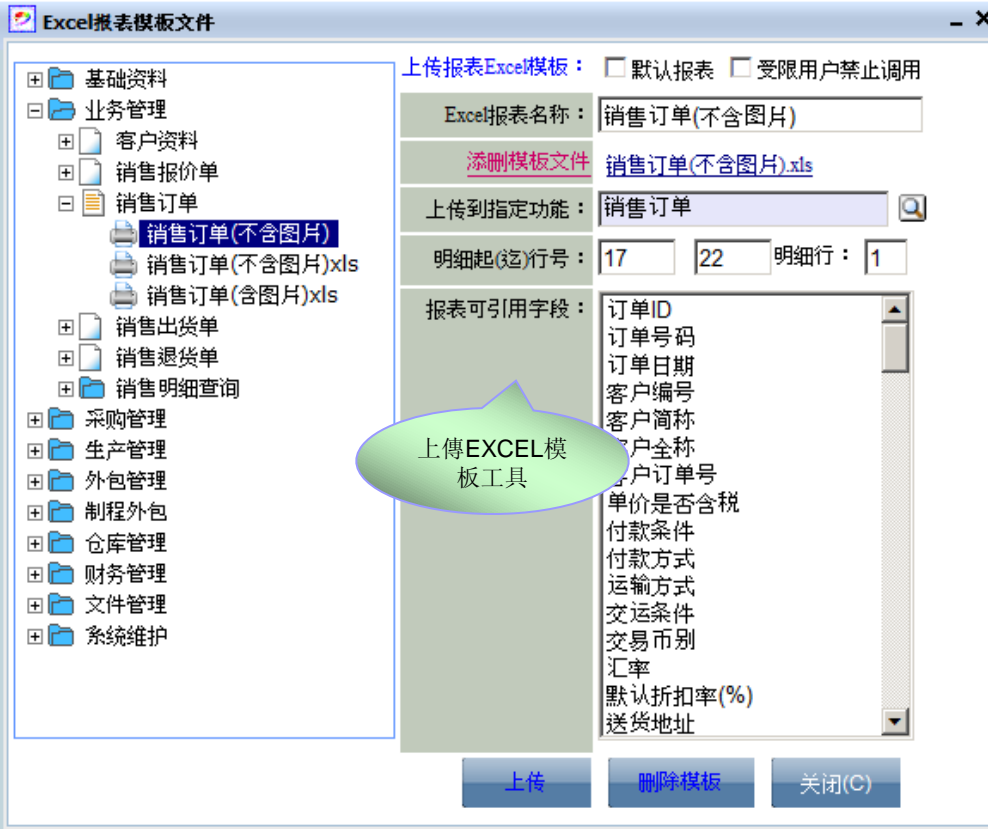 Excel报表模板文件
基础资料
业务管理
客户资料
销售报价单
销售订单
销售订单(不含图片)
销售订单(不含图片)xls
销售订单(含图片)xls
销售出货单
销售退货单
销售明细查询
采购管理
生产管理
外包管理
制程外包
仓库管理
财务管理
文件管理
系统维护
上传报表Excel模板： 默认报表 受限用户禁止调用
Excel报表名称： 销售订单(不含图片)
添删模板文件 销售订单(不含图片).xls
上传到指定功能： 销售订单
明细起(迄)行号： 17 22 明细行： 1
报表可引用字段：
订单ID
订单号码
订单日期
客户编号
客户简称
客户全称
客户订单号
单价是否含税
付款条件
付款方式
运输方式
交运条件
交易币别
汇率
默认折扣率(%)
送货地址
上傳EXCEL模
板工具
上传 删除模板 关闭(C)